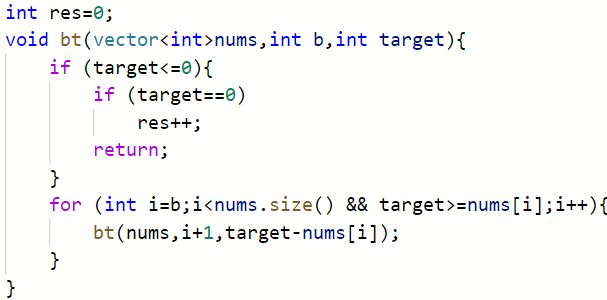 int res=0;
void bt(vector<int>nums,int b,int target){
    if (target<=0){
        if (target==0)
            res++;
        return;
    }
    for (int i=b;i<nums.size() && target>=nums[i];i++){
        bt(nums,i+1,target-nums[i]);
    }
}